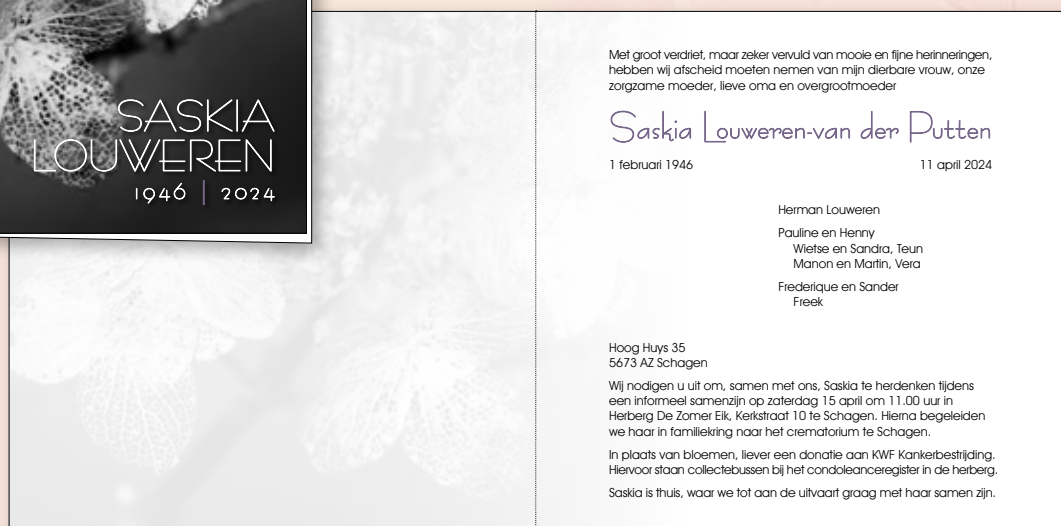 SASKIA
LOUWEREN
1946 | 2024
Met groot verdriet, maar zeker vervuld van mooie en fijne herinneringen,
hebben wij afscheid moeten nemen van mijn dierbare vrouw, onze
zorgzame moeder, lieve oma en overgrootmoeder
Saskia Louweren-van der Putten
1 februari 1946 11 april 2024
Herman Louweren
Pauline en Henny
Wietse en Sandra, Teun
Manon en Martin, Vera
Frederique en Sander
Freek
Hoog Huys 35
5673 AZ Schagen
Wij nodigen u uit om, samen met ons, Saskia te herdenken tijdens
een informeel samenzijn op zaterdag 15 april om 11.00 uur in
Herberg De Zomer Eik, Kerkstraat 10 te Schagen. Hierna begeleiden
we haar in familiekring naar het crematorium te Schagen.
In plaats van bloemen, liever een donatie aan KWF Kankerbestrijding.
Hiervoor staan collectebussen bij het condoleanceregister in de herberg.
Saskia is thuis, waar we tot aan de uitvaart graag met haar samen zijn.